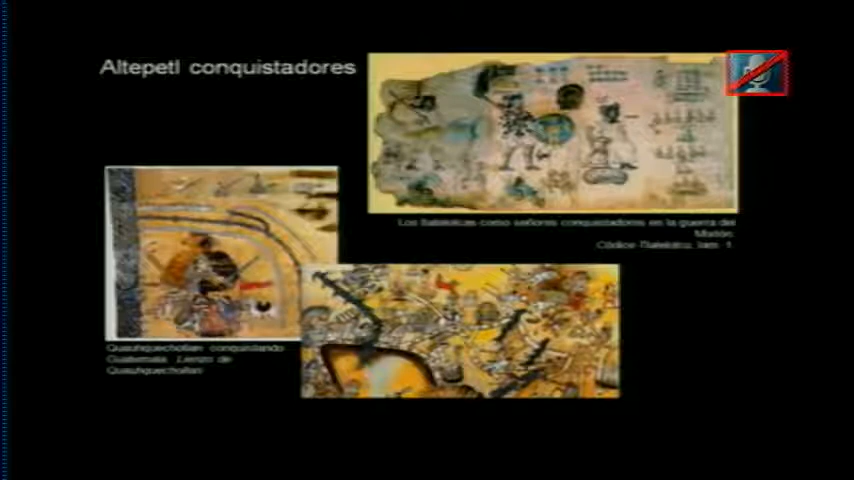 Altepetl conquistadores
Los tlatelolcas como señores conquistadores en la guerra del
Mixtón.
Códice Tlatelolco, lám. 1.
Quauhquechollan conquistando
Guatemala. Lienzo de
Quauhquechollan